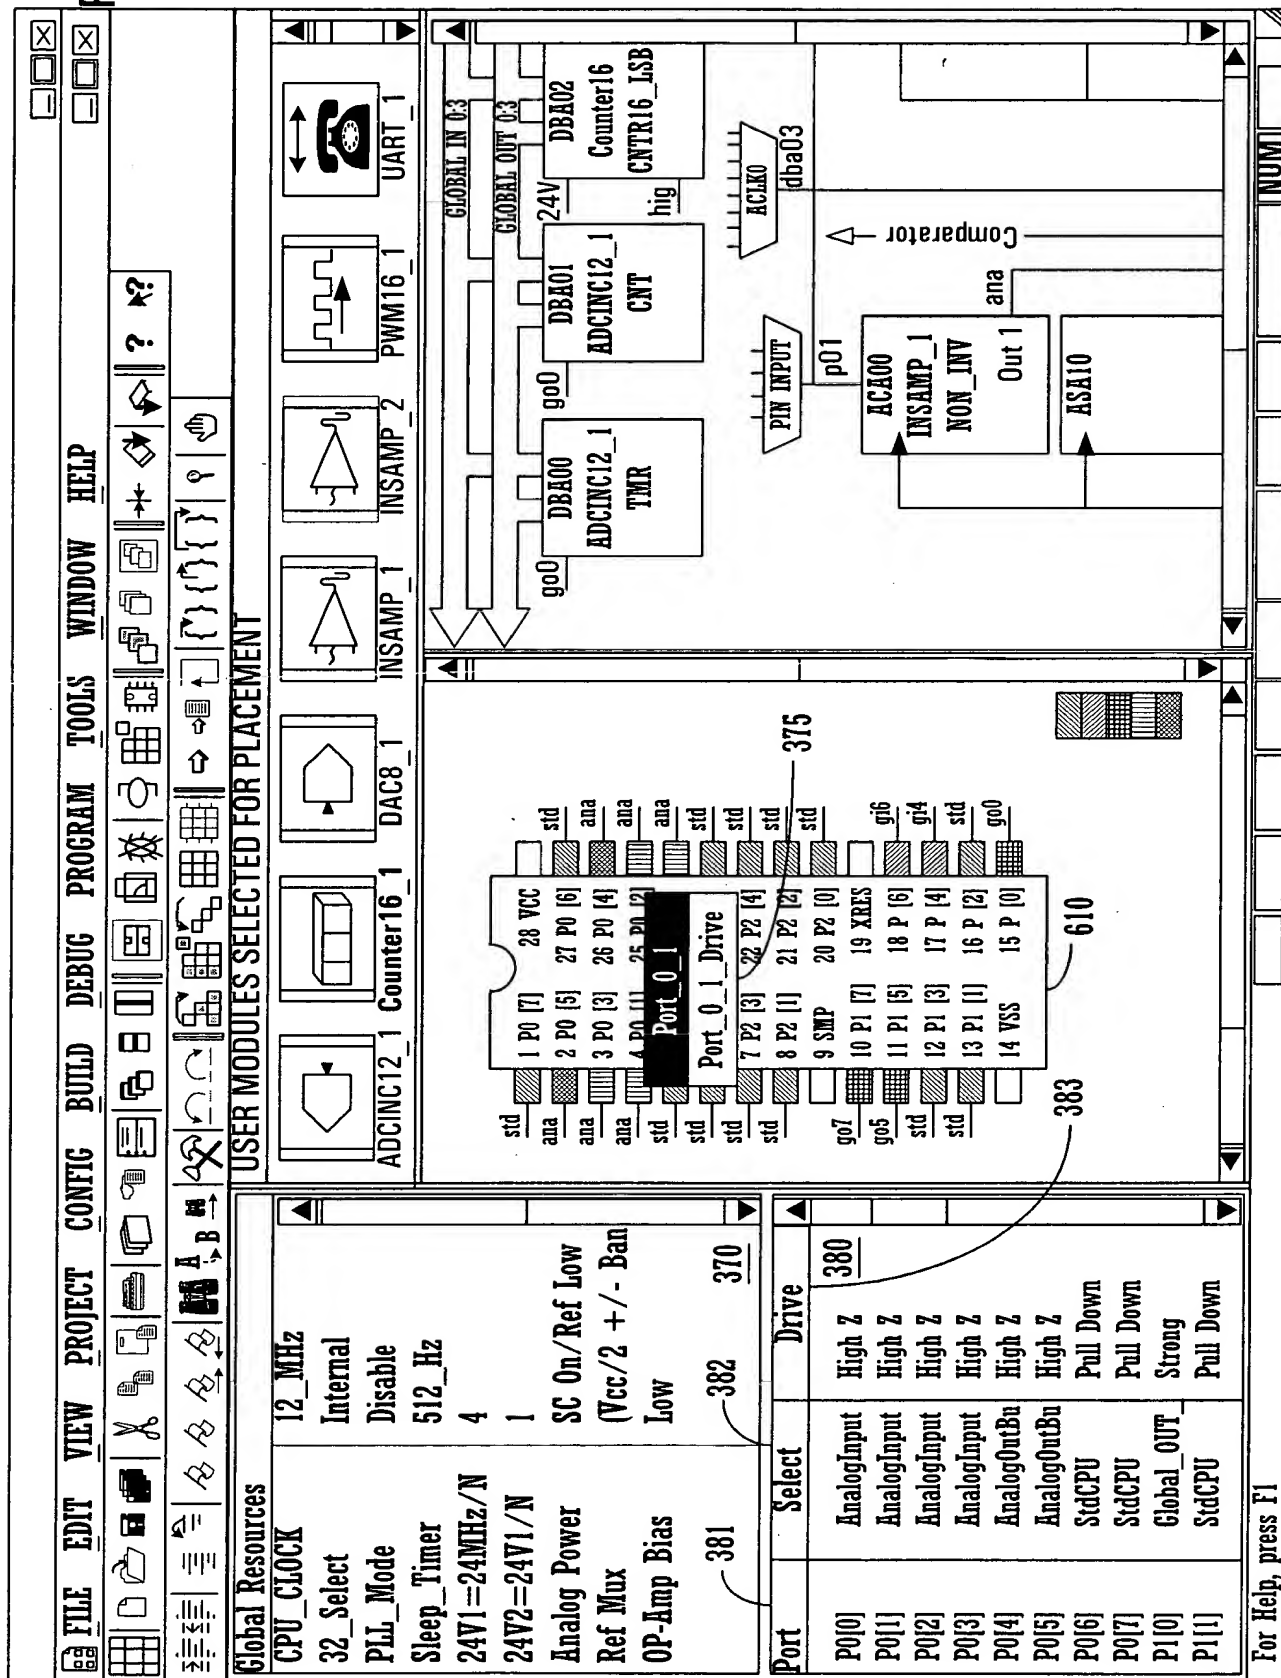 FILE EDIT VIEW PROJECT CONFIG BUILD DEBUG PROGRAM TOOLS WINDOW HELP
A
B
? ?
{ } { } { }
USER MODULES SELECTED FOR PLACEMENT
ADCINC12_1 Counter16_1 DAC8_1 INSAMP_1 INSAMP_2 PWM16_1 UART_1
Global Resources
CPU_CLOCK 12_MHz
32_Select Internal
PLL_Mode Disable
Sleep_Timer 512_Hz
24V1=24MHz/N 4
24V2=24V1/N 1
Analog Power SC On/Ref Low
Ref Mux (Vcc/2 +/- Ban
OP-Amp Bias Low
370
381
382
Port Select Drive
380
P0[0] AnalogInput High Z
P0[1] AnalogInput High Z
P0[2] AnalogInput High Z
P0[3] AnalogInput High Z
P0[4] AnalogOutBu High Z
P0[5] AnalogOutBu High Z
P0[6] StdCPU Pull Down
P0[7] StdCPU Pull Down
P1[0] Global_OUT_ Strong
P1[1] StdCPU Pull Down
383
std 1 P0 [7] 28 VCC
ana 2 P0 [5] 27 P0 [6] std
ana 3 P0 [3] 26 P0 [4] ana
ana 4 P0 [1] 25 P0 [2] ana
std Port_0_1 ana
std Port_0_1_Drive std
std 7 P2 [3] 22 P2 [4] std
std 8 P2 [1] 21 P2 [2] std
9 SMP 20 P2 [0] std
go7 10 P1 [7] 19 XRES
go5 11 P1 [5] 18 P [6] gi6
std 12 P1 [3] 17 P [4] gi4
std 13 P1 [1] 16 P [2] std
14 VSS 15 P [0] go0
375
610
GLOBAL IN 0:3
GLOBAL OUT 0:3
go0
DBA00
ADCINC12_1
TMR
go0
DBA01
ADCINC12_1
CNT
24V
hig
DBA02
Counter16
CNTR16_LSB
PIN INPUT
p01
ACLK0
dba03
Comparator
ACA00
INSAMP_1
NON_INV
Out 1
ana
ASA10
For Help, press F1
NUM